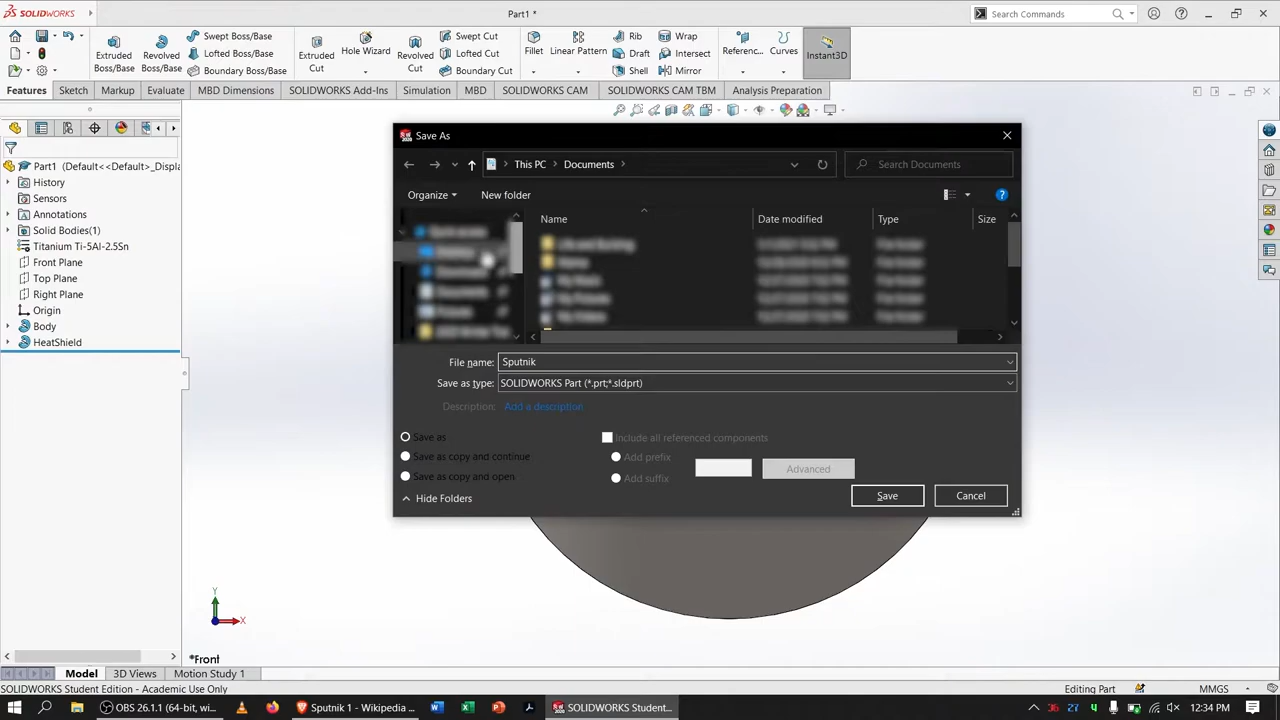 SOLIDWORKS
Part1 *
Search Commands
Extruded Boss/Base
Revolved Boss/Base
Swept Boss/Base
Lofted Boss/Base
Boundary Boss/Base
Extruded Cut
Hole Wizard
Revolved Cut
Swept Cut
Lofted Cut
Boundary Cut
Fillet
Linear Pattern
Rib
Draft
Shell
Wrap
Intersect
Mirror
Referenc...
Curves
Instant3D
Features
Sketch
Markup
Evaluate
MBD Dimensions
SOLIDWORKS Add-Ins
Simulation
MBD
SOLIDWORKS CAM
SOLIDWORKS CAM TBM
Analysis Preparation
Part1 (Default<<Default>_Displa
History
Sensors
Annotations
Solid Bodies(1)
Titanium Ti-5Al-2.5Sn
Front Plane
Top Plane
Right Plane
Origin
Body
HeatShield
Save As
This PC > Documents >
Search Documents
Organize
New folder
Name
Date modified
Type
Size
File name: Sputnik
Save as type: SOLIDWORKS Part (*.prt;*.sldprt)
Description: Add a description
Save as
Save as copy and continue
Save as copy and open
Include all referenced components
Add prefix
Add suffix
Advanced
Hide Folders
Save
Cancel
Y
X
*Front
Model
3D Views
Motion Study 1
SOLIDWORKS Student Edition - Academic Use Only
Editing Part
MMGS
OBS 26.1.1 (64-bit, wi...
Sputnik 1 - Wikipedia ...
SOLIDWORKS Studen...
36
27
12:34 PM